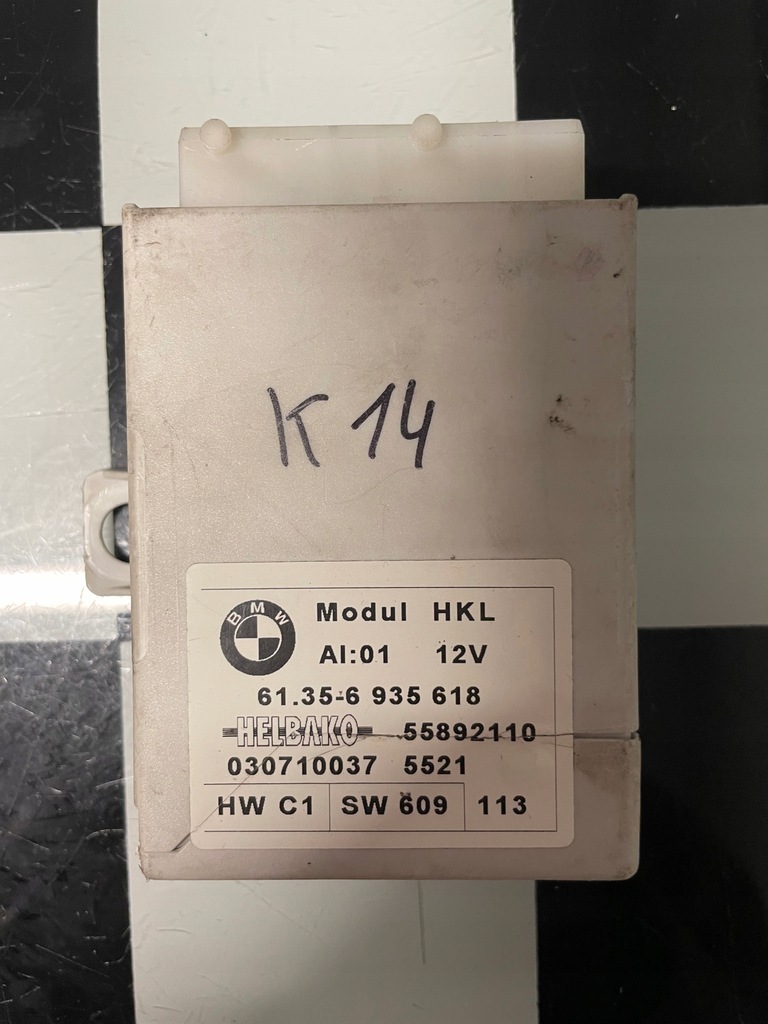 K 14
BMW
Modul HKL
AI:01 12V
61.35-6 935 618
HELBAKO 55892110
030710037 5521
HW C1 SW 609 113